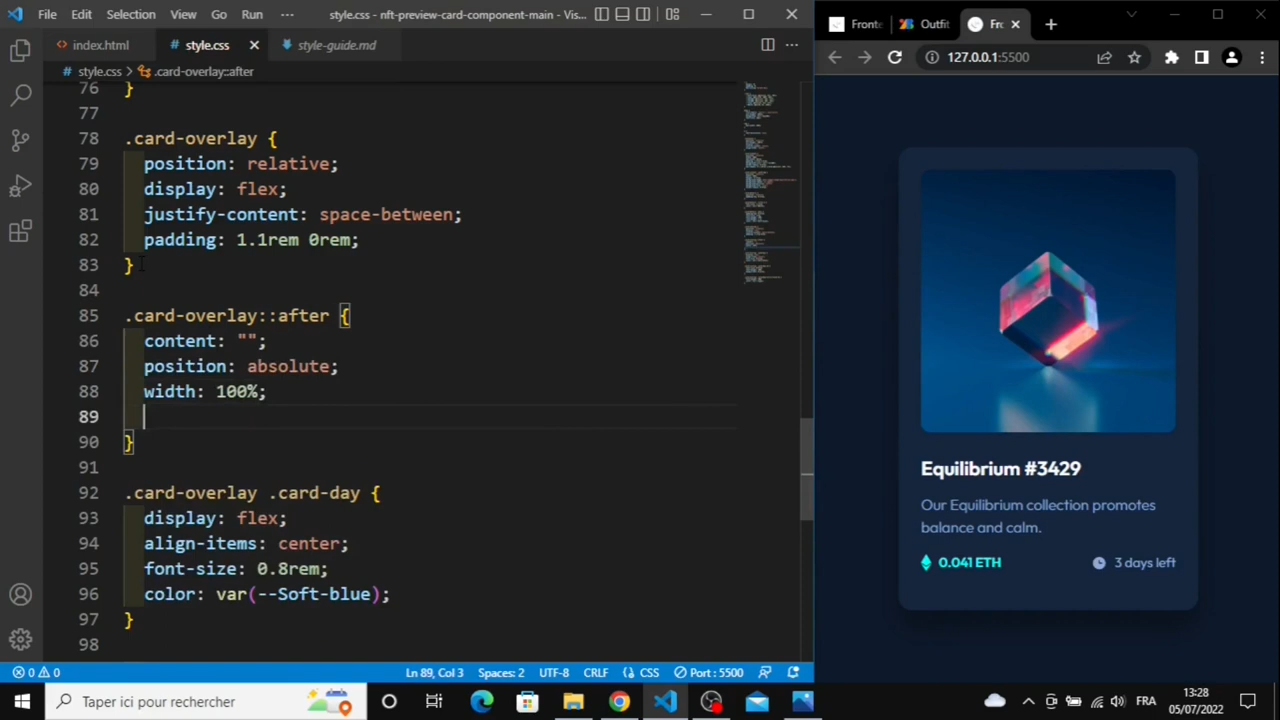 File Edit Selection View Go Run ··· style.css - nft-preview-card-component-main - Vis...
index.html style.css style-guide.md
style.css > .card-overlay::after
76 }
77
78 .card-overlay {
79 position: relative;
80 display: flex;
81 justify-content: space-between;
82 padding: 1.1rem 0rem;
83 }
84
85 .card-overlay::after {
86 content: "";
87 position: absolute;
88 width: 100%;
89
90 }
91
92 .card-overlay .card-day {
93 display: flex;
94 align-items: center;
95 font-size: 0.8rem;
96 color: var(--Soft-blue);
97 }
98
0 0 Ln 89, Col 3 Spaces: 2 UTF-8 CRLF {} CSS Port : 5500
Fronte Outfit Fro
127.0.0.1:5500
Equilibrium #3429
Our Equilibrium collection promotes
balance and calm.
0.041 ETH 3 days left
Taper ici pour rechercher
FRA
13:28
05/07/2022